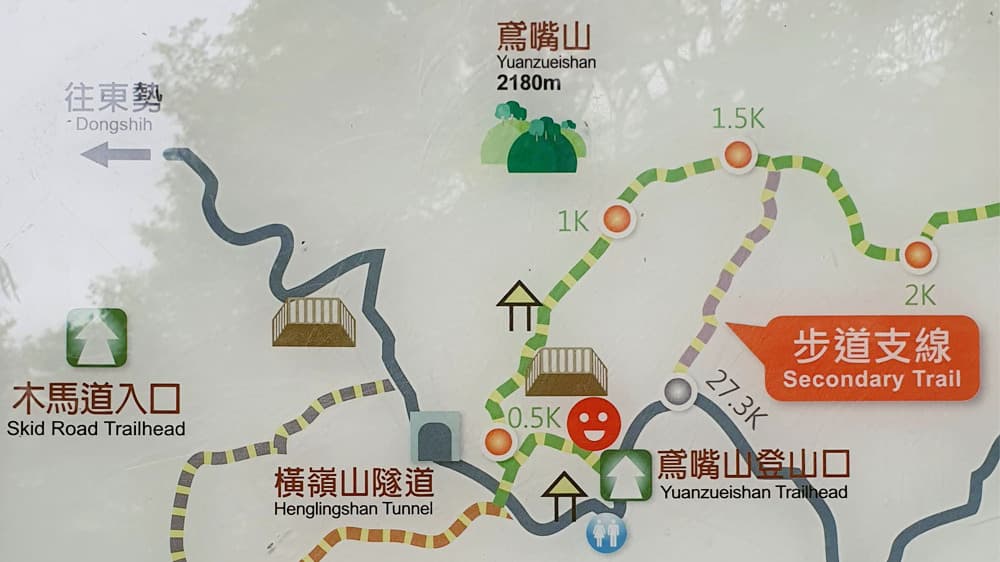 鳶嘴山
Yuanzueishan
2180m
往東勢
Dongshih
1.5K
1K
2K
步道支線
Secondary Trail
木馬道入口
Skid Road Trailhead
27.3K
0.5K
橫嶺山隧道
Henglingshan Tunnel
鳶嘴山登山口
Yuanzueishan Trailhead